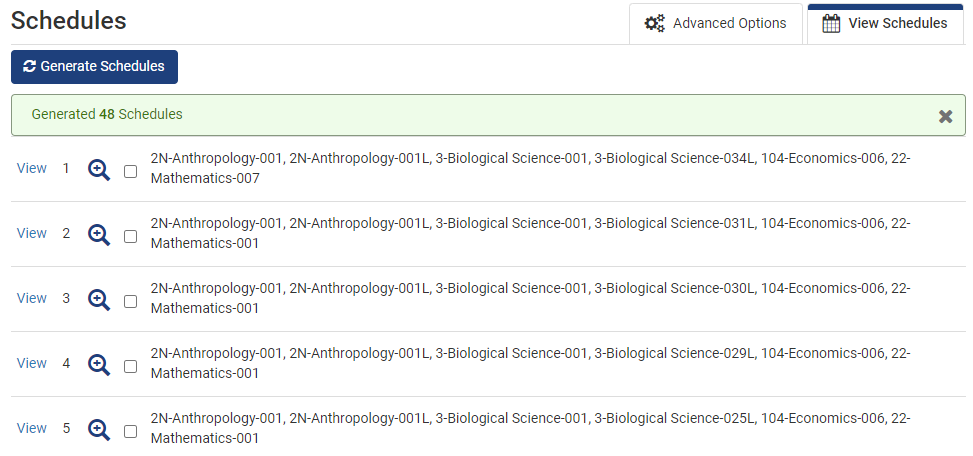 Schedules
Advanced Options
View Schedules
Generate Schedules
Generated 48 Schedules
View 1 2N-Anthropology-001, 2N-Anthropology-001L, 3-Biological Science-001, 3-Biological Science-034L, 104-Economics-006, 22-
Mathematics-007
View 2 2N-Anthropology-001, 2N-Anthropology-001L, 3-Biological Science-001, 3-Biological Science-031L, 104-Economics-006, 22-
Mathematics-001
View 3 2N-Anthropology-001, 2N-Anthropology-001L, 3-Biological Science-001, 3-Biological Science-030L, 104-Economics-006, 22-
Mathematics-001
View 4 2N-Anthropology-001, 2N-Anthropology-001L, 3-Biological Science-001, 3-Biological Science-029L, 104-Economics-006, 22-
Mathematics-001
View 5 2N-Anthropology-001, 2N-Anthropology-001L, 3-Biological Science-001, 3-Biological Science-025L, 104-Economics-006, 22-
Mathematics-001